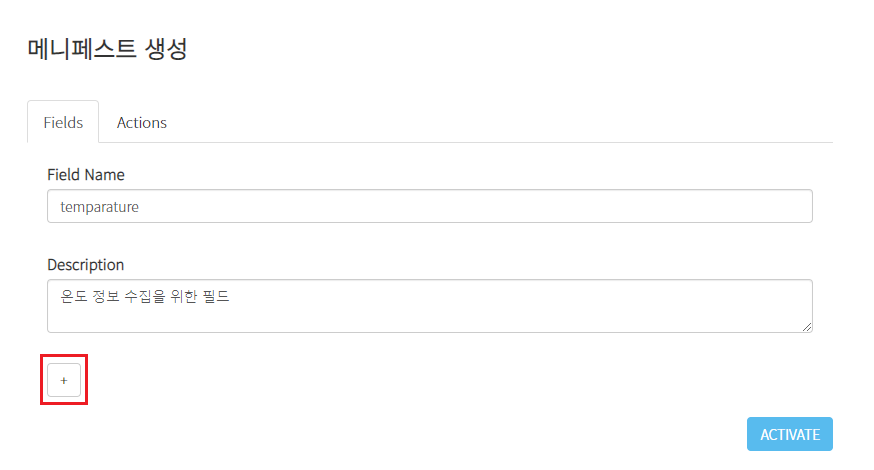 메니페스트 생성
Fields Actions
Field Name
temparature
Description
온도 정보 수집을 위한 필드
+
ACTIVATE